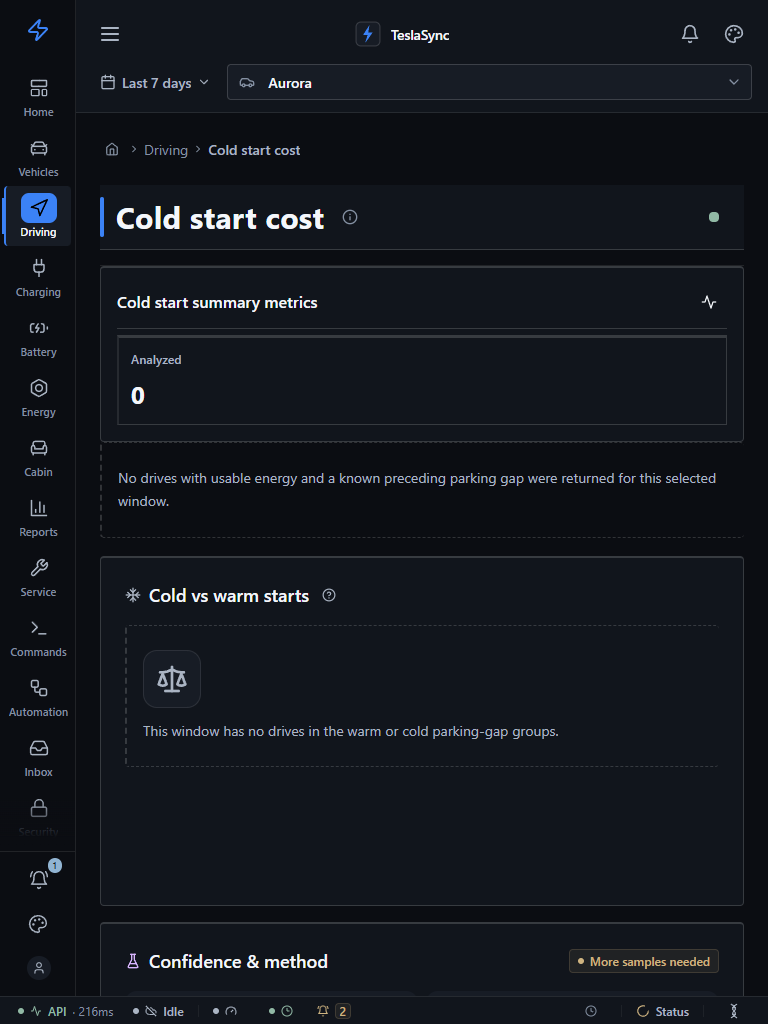 TeslaSync
Last 7 days
Aurora
Home
Vehicles
Driving
Charging
Battery
Energy
Cabin
Reports
Service
Commands
Automation
Inbox
Security
1
Driving
Cold start cost
Cold start cost
Cold start summary metrics
Analyzed
0
No drives with usable energy and a known preceding parking gap were returned for this selected
window.
Cold vs warm starts
This window has no drives in the warm or cold parking-gap groups.
Confidence & method
More samples needed
API · 216ms
Idle
2
Status